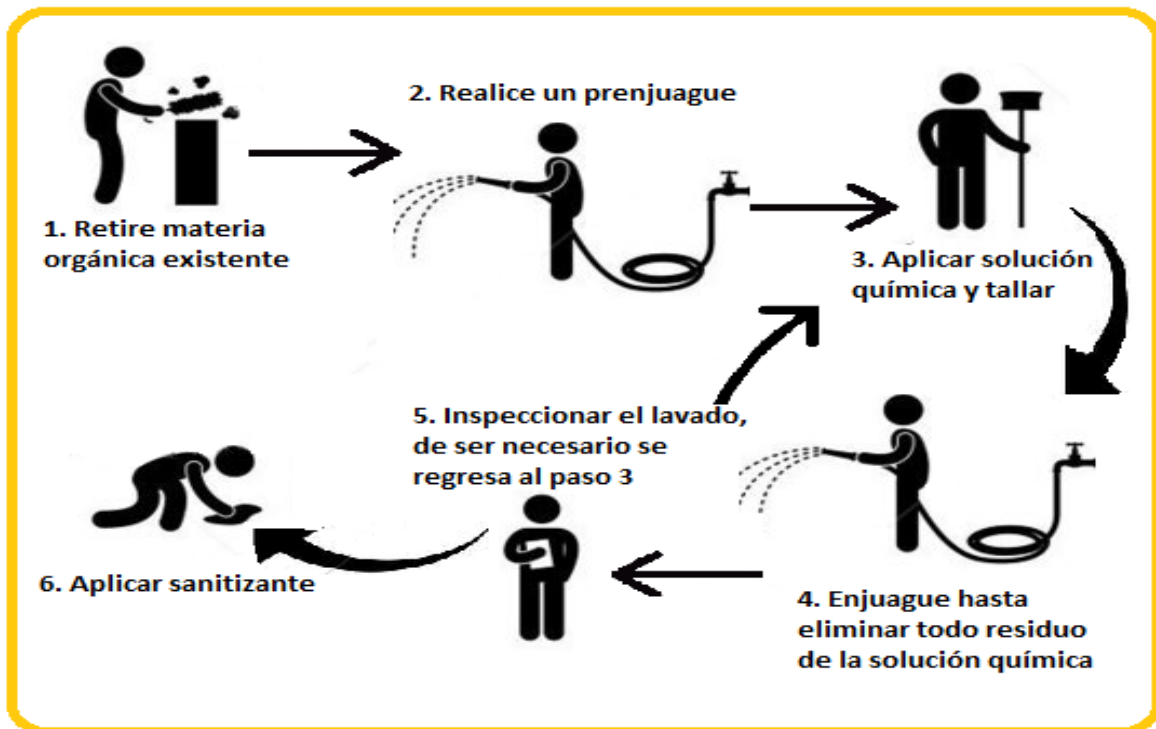 1. Retire materia
orgánica existente
2. Realice un prenjuague
3. Aplicar solución
química y tallar
4. Enjuague hasta
eliminar todo residuo
de la solución química
5. Inspeccionar el lavado,
de ser necesario se
regresa al paso 3
6. Aplicar sanitizante